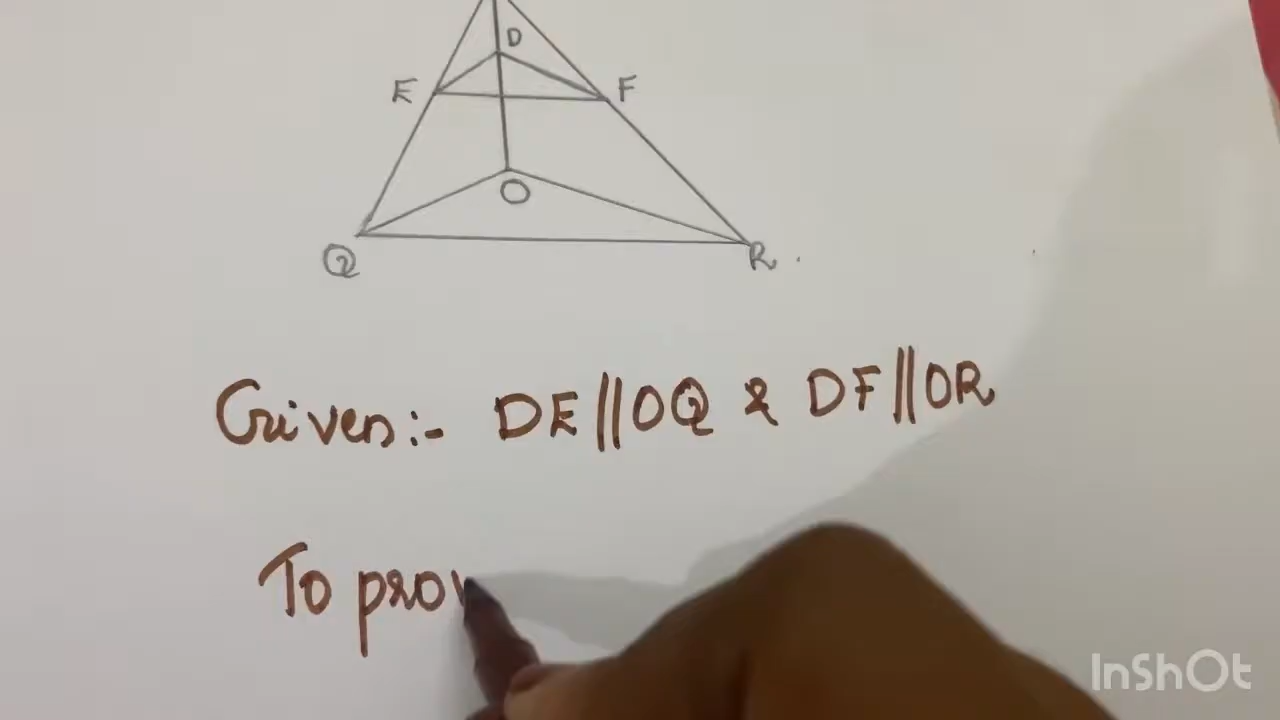 D
E F
O
Q R.
Given:- DE||OQ & DF||OR
To prov
InShOt